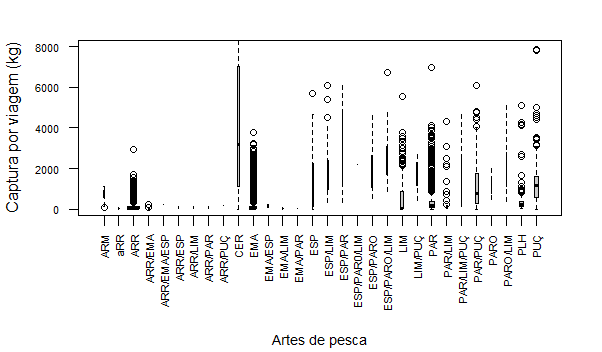 Captura por viagem (kg)
8000
6000
4000
2000
0
ARM
aRR
ARR
ARR/EMA
ARR/EMA/ESP
ARR/ESP
ARR/LIM
ARR/PAR
ARR/PUÇ
CER
EMA
EMA/ESP
EMA/LIM
EMA/PAR
ESP
ESP/LIM
ESP/PAR
ESP/PAR0/LIM
ESP/PARO
ESP/PARO/LIM
LIM
LIM/PUÇ
PAR
PAR/LIM
PAR/LIM/PUÇ
PAR/PUÇ
PARO
PARO/LIM
PLH
PUÇ
Artes de pesca